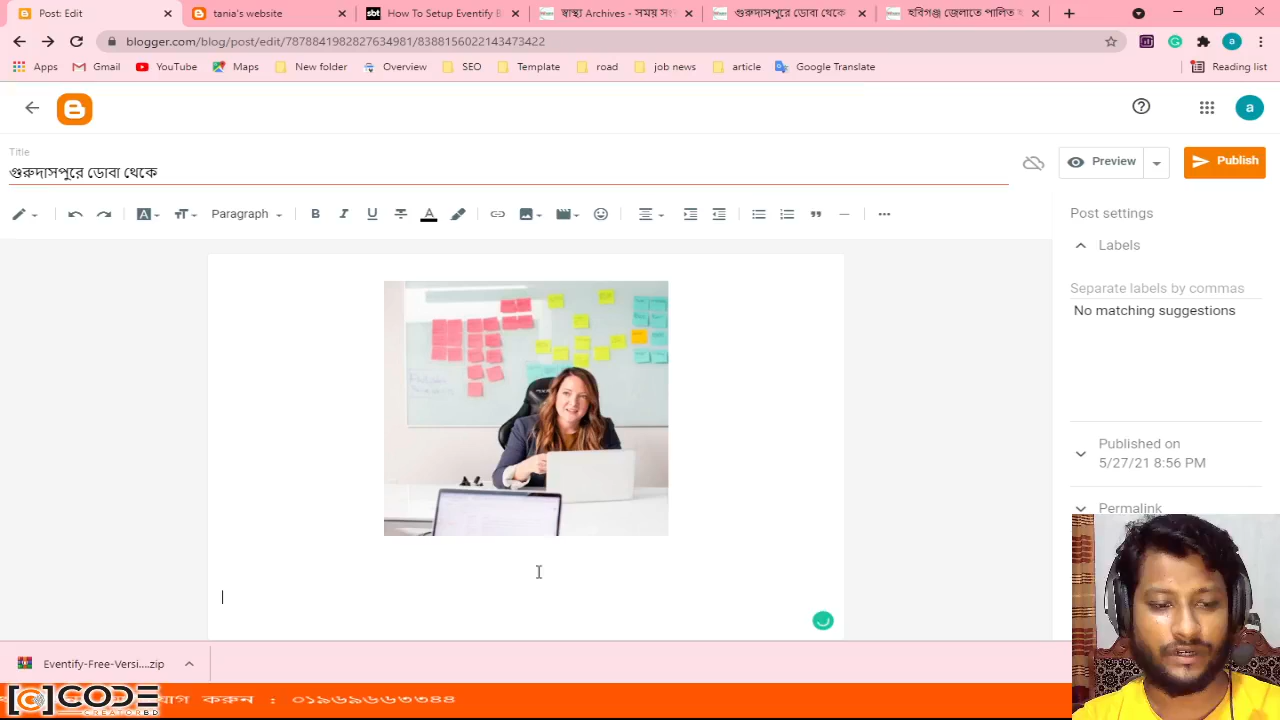 Post: Edit
tania's website
How To Setup Eventify B
স্বাস্থ্য Archives - সময় সংব
গুরুদাসপুরে ডোবা থেকে
হবিগঞ্জ জেলাতে পালিত হ
blogger.com/blog/post/edit/7878841982827634981/8388156022143473422
Apps
Gmail
YouTube
Maps
New folder
Overview
SEO
Template
road
job news
article
Google Translate
Reading list
Title
গুরুদাসপুরে ডোবা থেকে
Preview
Publish
Paragraph
Post settings
Labels
Separate labels by commas
No matching suggestions
Published on
5/27/21 8:56 PM
Permalink
Eventify-Free-Versi....zip
CODE
CREATORBD
করুন : ০১৯৬৯৬৬৩৩৪৪